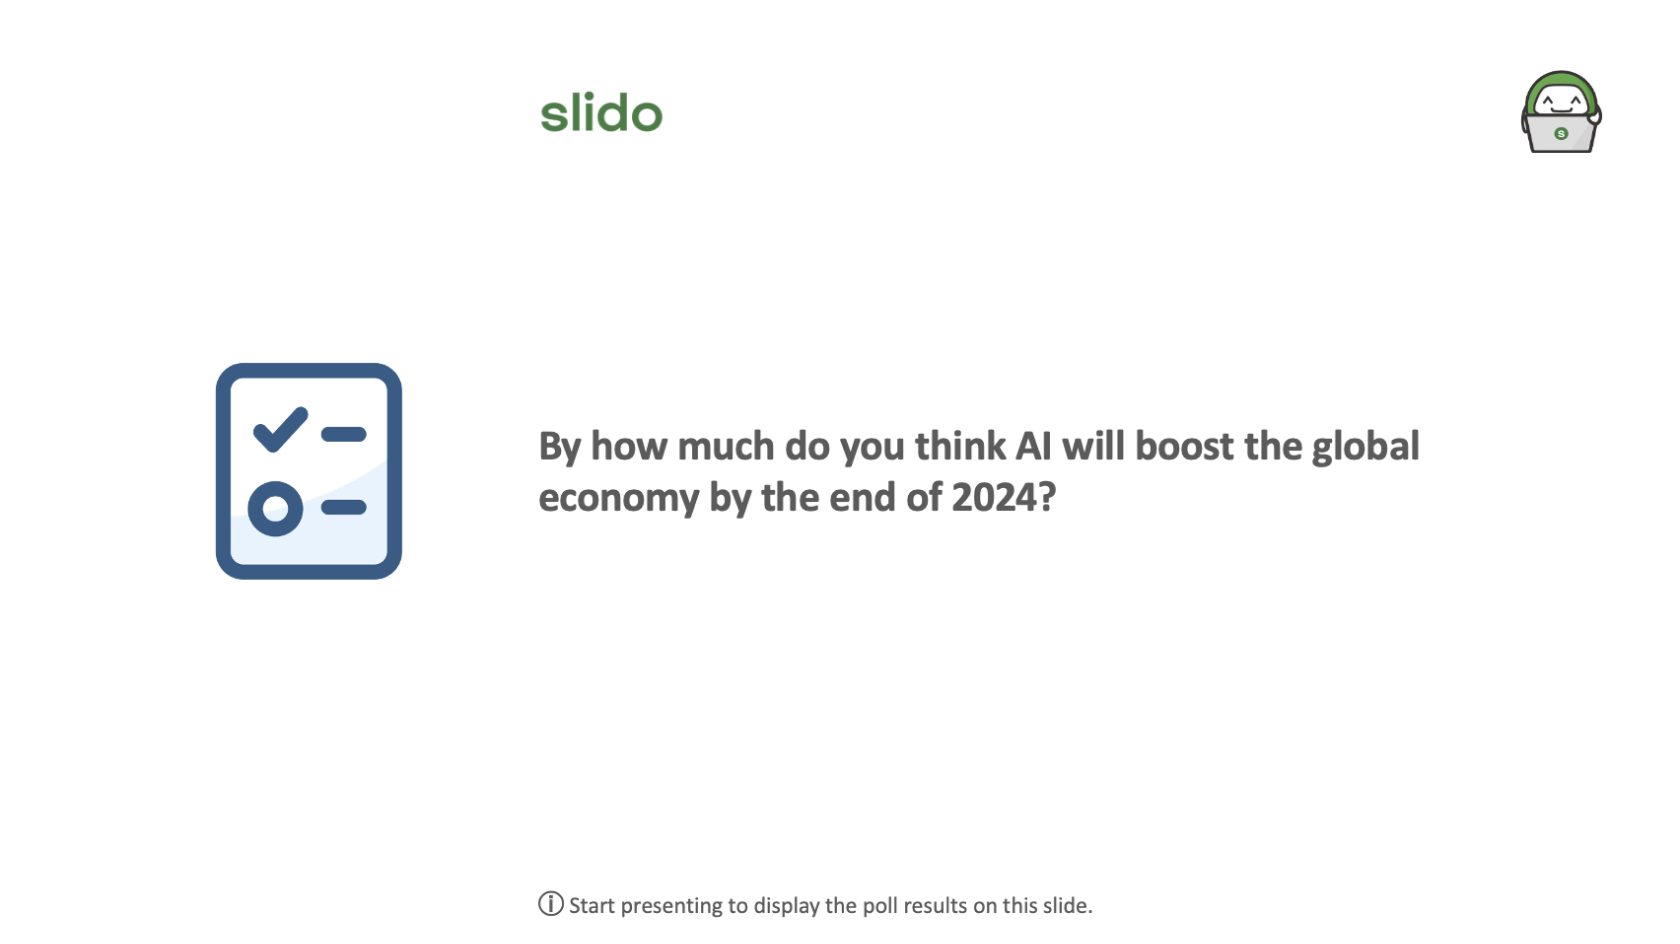 slido
S
By how much do you think AI will boost the global
economy by the end of 2024?
Start presenting to display the poll results on this slide.